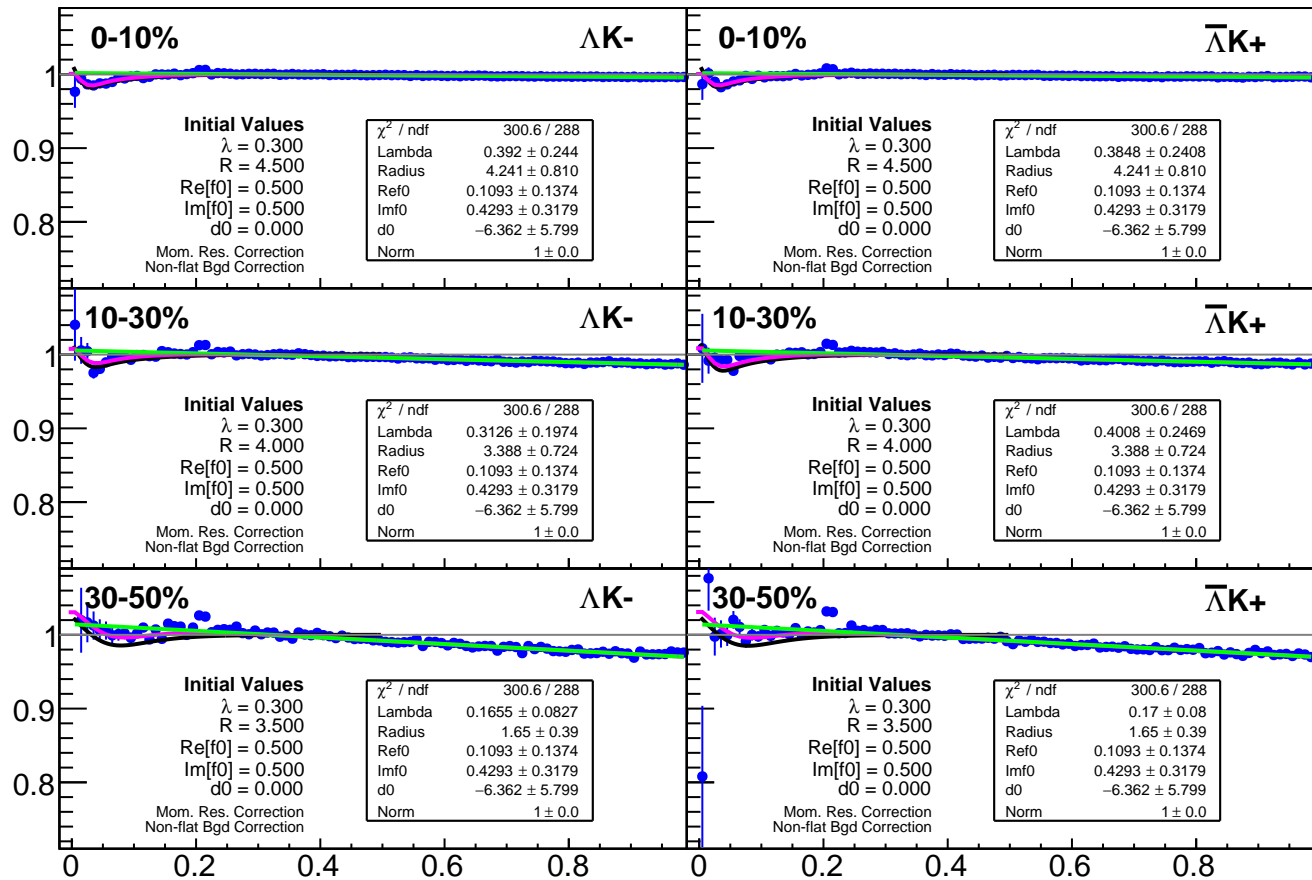 0-10%
ΛK-
1
0.9
0.8
Initial Values
λ = 0.300
R = 4.500
Re[f0] = 0.500
Im[f0] = 0.500
d0 = 0.000
Mom. Res. Correction
Non-flat Bgd Correction
χ² / ndf 300.6 / 288
Lambda 0.392 ± 0.244
Radius 4.241 ± 0.810
Ref0 0.1093 ± 0.1374
Imf0 0.4293 ± 0.3179
d0 −6.362 ± 5.799
Norm 1 ± 0.0
0-10%
Λ̅K+
Initial Values
λ = 0.300
R = 4.500
Re[f0] = 0.500
Im[f0] = 0.500
d0 = 0.000
Mom. Res. Correction
Non-flat Bgd Correction
χ² / ndf 300.6 / 288
Lambda 0.3848 ± 0.2408
Radius 4.241 ± 0.810
Ref0 0.1093 ± 0.1374
Imf0 0.4293 ± 0.3179
d0 −6.362 ± 5.799
Norm 1 ± 0.0
10-30%
ΛK-
1
0.9
0.8
Initial Values
λ = 0.300
R = 4.000
Re[f0] = 0.500
Im[f0] = 0.500
d0 = 0.000
Mom. Res. Correction
Non-flat Bgd Correction
χ² / ndf 300.6 / 288
Lambda 0.3126 ± 0.1974
Radius 3.388 ± 0.724
Ref0 0.1093 ± 0.1374
Imf0 0.4293 ± 0.3179
d0 −6.362 ± 5.799
Norm 1 ± 0.0
10-30%
Λ̅K+
Initial Values
λ = 0.300
R = 4.000
Re[f0] = 0.500
Im[f0] = 0.500
d0 = 0.000
Mom. Res. Correction
Non-flat Bgd Correction
χ² / ndf 300.6 / 288
Lambda 0.4008 ± 0.2469
Radius 3.388 ± 0.724
Ref0 0.1093 ± 0.1374
Imf0 0.4293 ± 0.3179
d0 −6.362 ± 5.799
Norm 1 ± 0.0
30-50%
ΛK-
1
0.9
0.8
Initial Values
λ = 0.300
R = 3.500
Re[f0] = 0.500
Im[f0] = 0.500
d0 = 0.000
Mom. Res. Correction
Non-flat Bgd Correction
χ² / ndf 300.6 / 288
Lambda 0.1655 ± 0.0827
Radius 1.65 ± 0.39
Ref0 0.1093 ± 0.1374
Imf0 0.4293 ± 0.3179
d0 −6.362 ± 5.799
Norm 1 ± 0.0
30-50%
Λ̅K+
Initial Values
λ = 0.300
R = 3.500
Re[f0] = 0.500
Im[f0] = 0.500
d0 = 0.000
Mom. Res. Correction
Non-flat Bgd Correction
χ² / ndf 300.6 / 288
Lambda 0.17 ± 0.08
Radius 1.65 ± 0.39
Ref0 0.1093 ± 0.1374
Imf0 0.4293 ± 0.3179
d0 −6.362 ± 5.799
Norm 1 ± 0.0
0 0.2 0.4 0.6 0.8 0 0.2 0.4 0.6 0.8